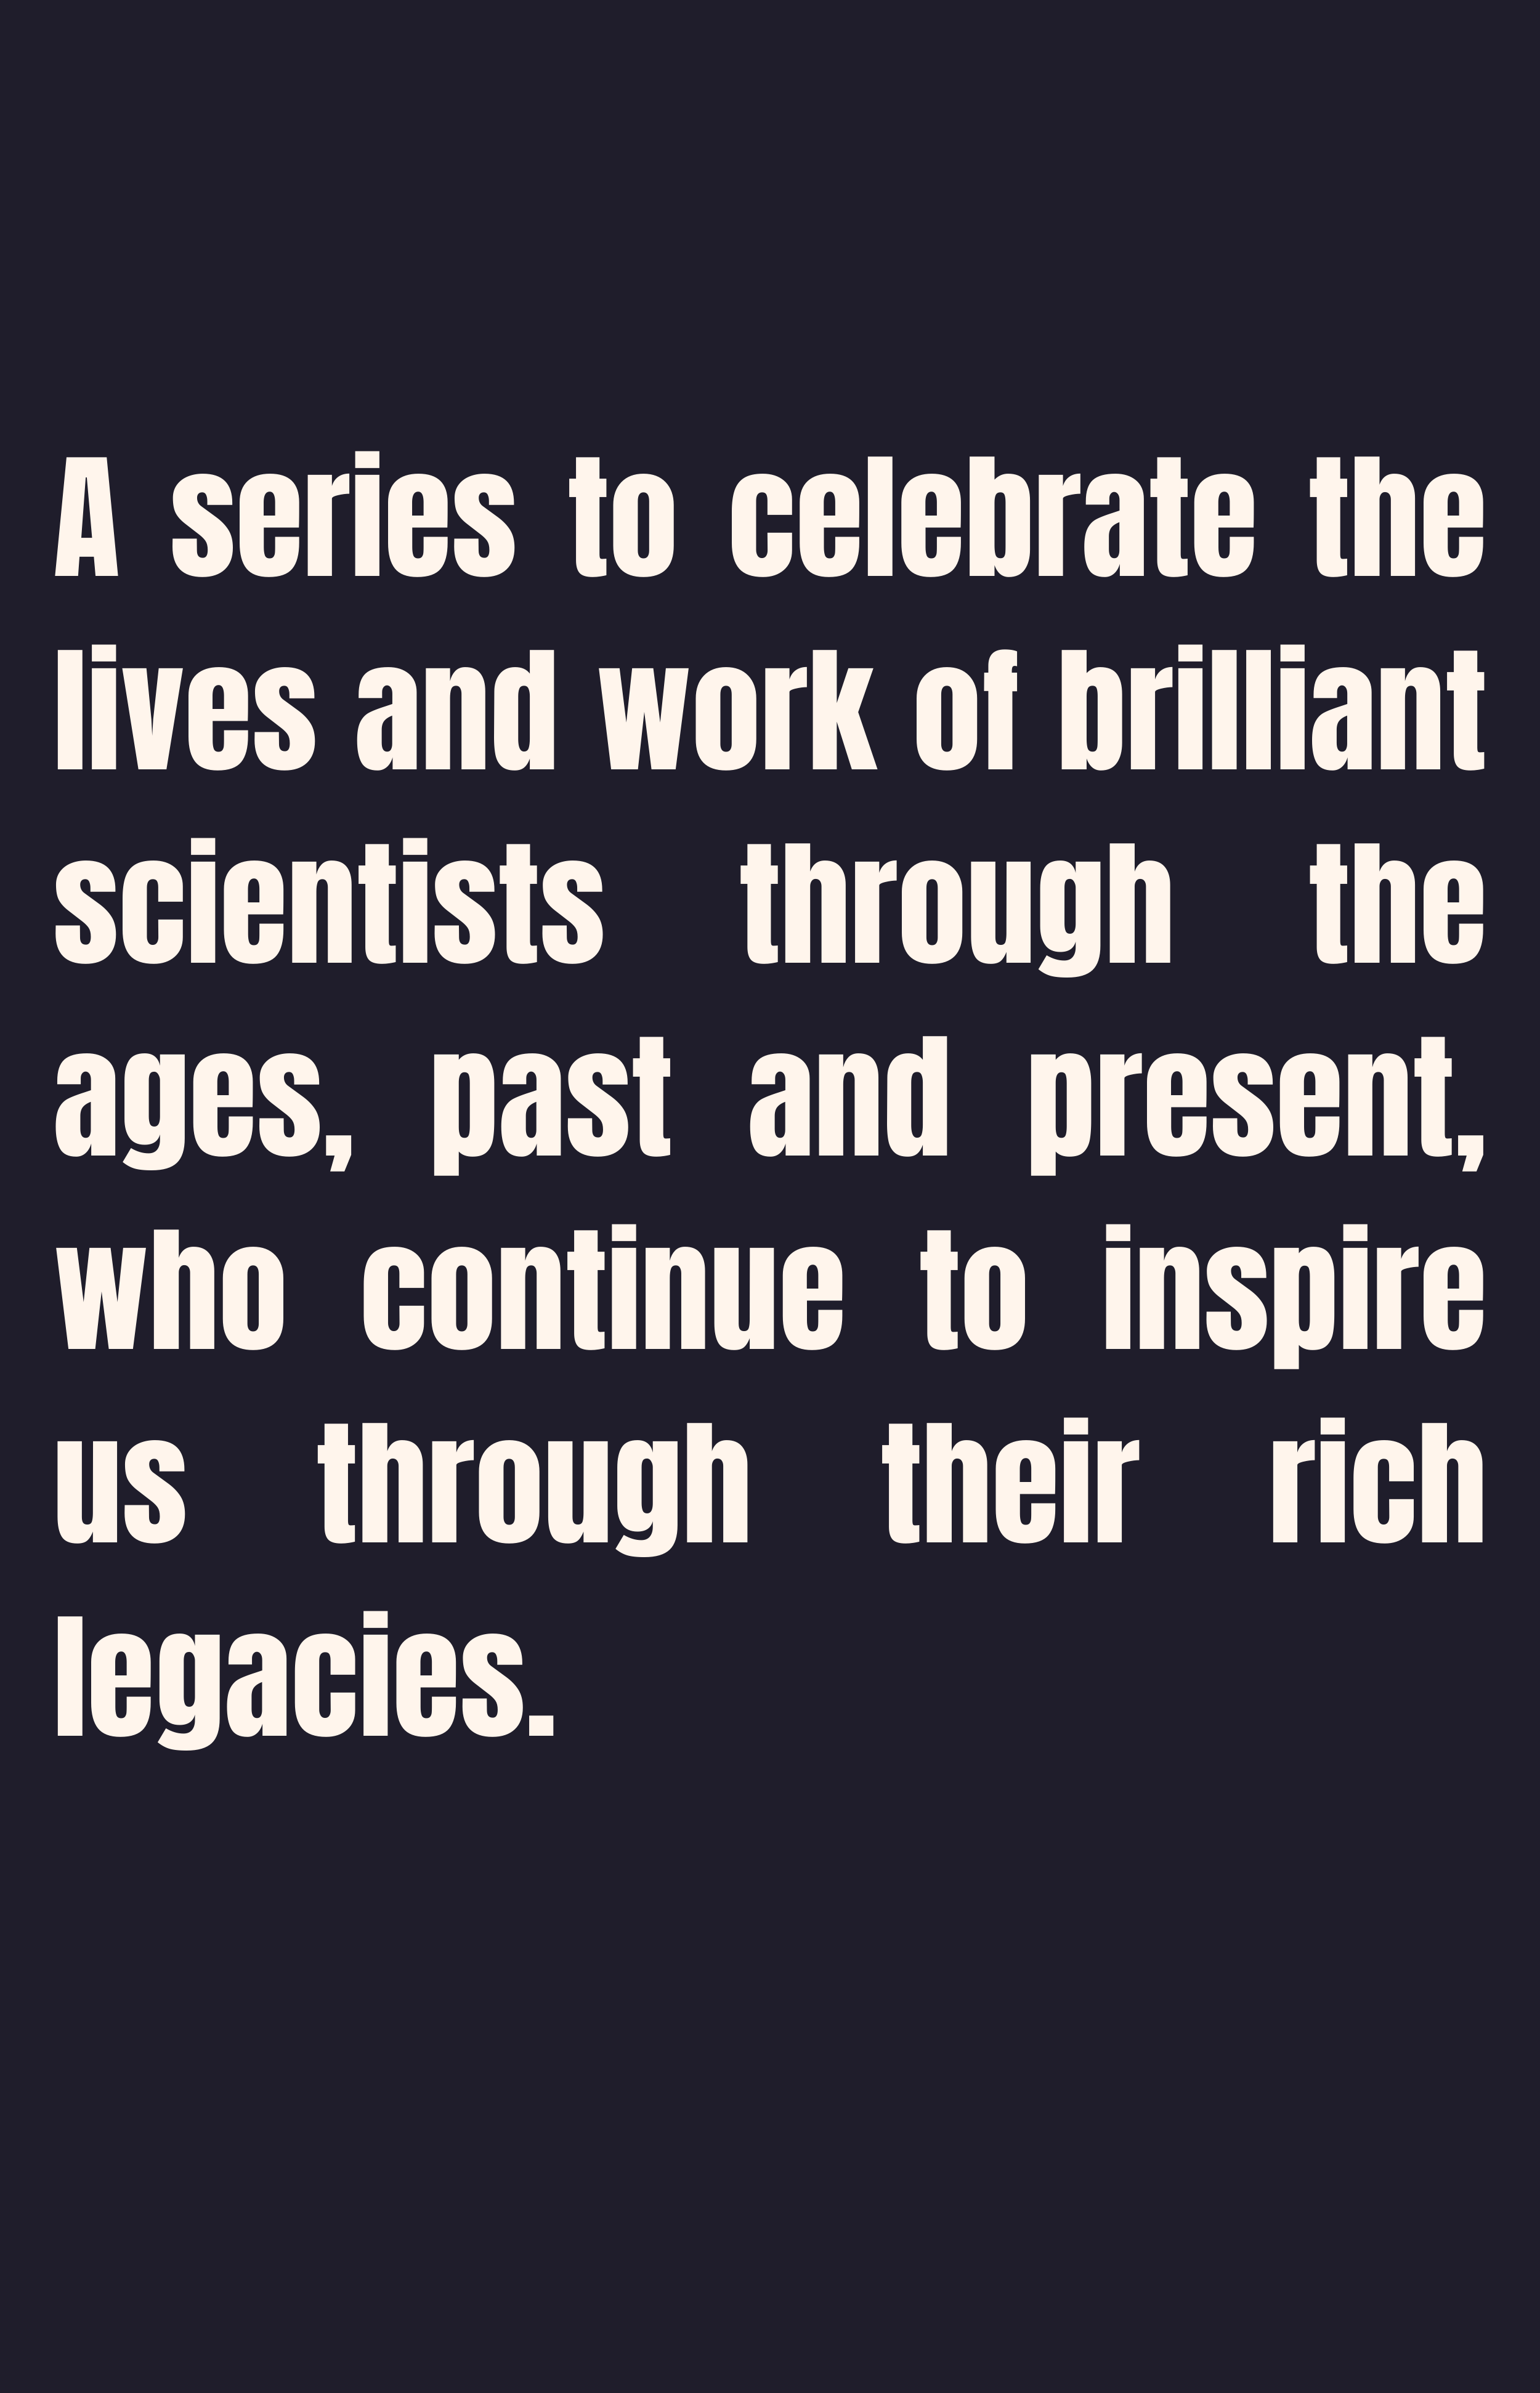 A series to celebrate the
lives and work of brilliant
scientists through the
ages, past and present,
who continue to inspire
us through their rich
legacies.